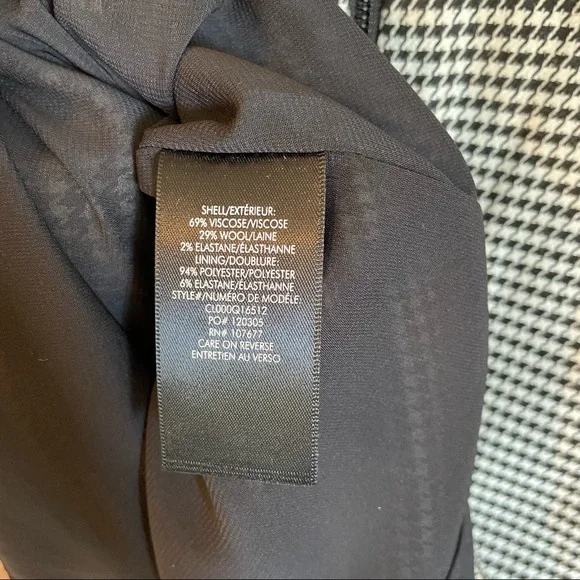 SHELL/EXTÉRIEUR:
69% VISCOSE/VISCOSE
29% WOOL/LAINE
2% ELASTANE/ÉLASTHANNE
LINING/DOUBLURE:
94% POLYESTER/POLYESTER
6% ELASTANE/ÉLASTHANNE
STYLE#/NUMÉRO DE MODÈLE:
CL000Q16512
PO# 120305
RN# 107677
CARE ON REVERSE
ENTRETIEN AU VERSO